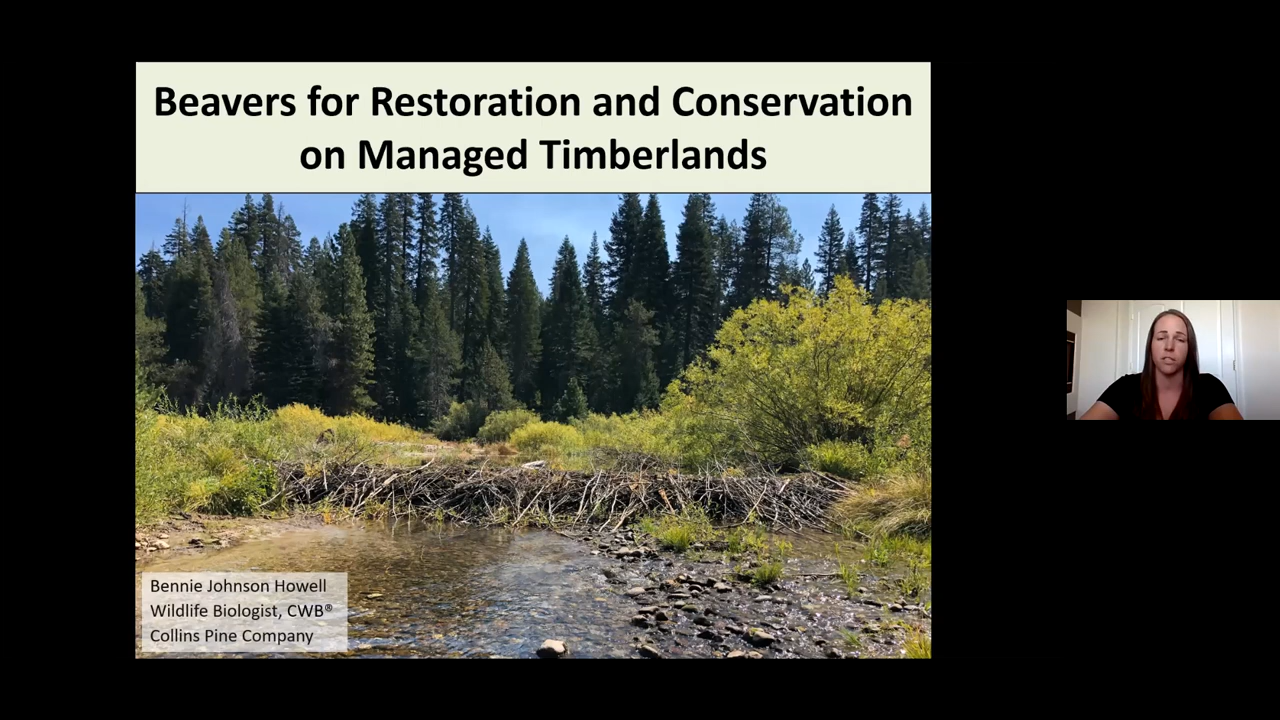 Beavers for Restoration and Conservation
on Managed Timberlands
Bennie Johnson Howell
Wildlife Biologist, CWB®
Collins Pine Company